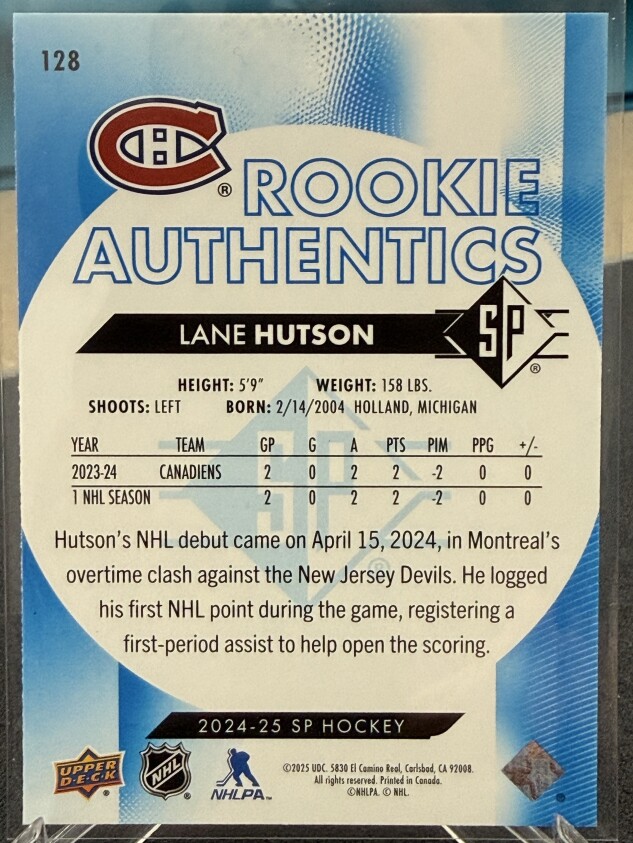 128
ROOKIE
AUTHENTICS
LANE HUTSON
SP
HEIGHT: 5'9" WEIGHT: 158 LBS.
SHOOTS: LEFT BORN: 2/14/2004 HOLLAND, MICHIGAN
YEAR TEAM GP G A PTS PIM PPG +/-
2023-24 CANADIENS 2 0 2 2 -2 0 0
1 NHL SEASON 2 0 2 2 -2 0 0
Hutson's NHL debut came on April 15, 2024, in Montreal's
overtime clash against the New Jersey Devils. He logged
his first NHL point during the game, registering a
first-period assist to help open the scoring.
2024-25 SP HOCKEY
UPPER
D·E·C·K
NHL
NHLPA™
©2025 UDC. 5830 El Camino Real, Carlsbad, CA 92008.
All rights reserved. Printed in Canada.
©NHLPA. © NHL.